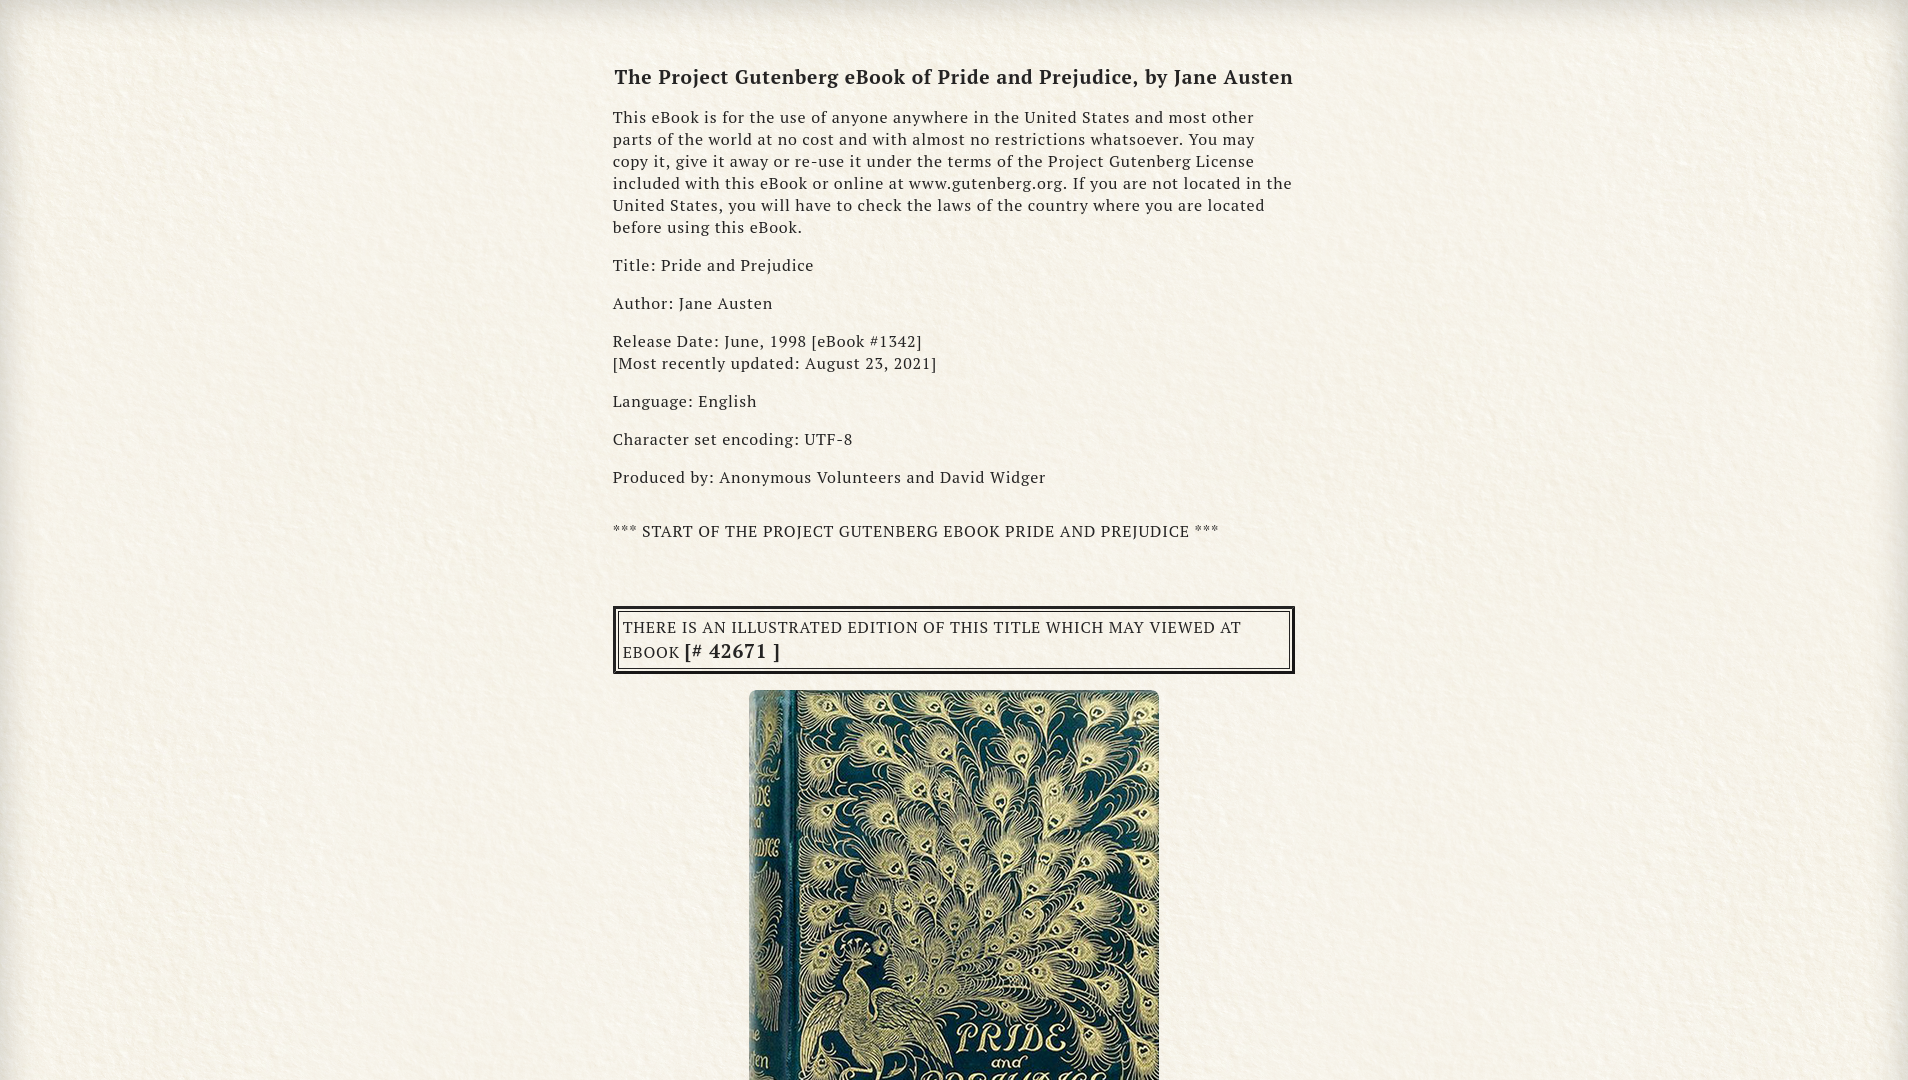 The Project Gutenberg eBook of Pride and Prejudice, by Jane Austen
This eBook is for the use of anyone anywhere in the United States and most other
parts of the world at no cost and with almost no restrictions whatsoever. You may
copy it, give it away or re-use it under the terms of the Project Gutenberg License
included with this eBook or online at www.gutenberg.org. If you are not located in the
United States, you will have to check the laws of the country where you are located
before using this eBook.
Title: Pride and Prejudice
Author: Jane Austen
Release Date: June, 1998 [eBook #1342]
[Most recently updated: August 23, 2021]
Language: English
Character set encoding: UTF-8
Produced by: Anonymous Volunteers and David Widger
*** START OF THE PROJECT GUTENBERG EBOOK PRIDE AND PREJUDICE ***
THERE IS AN ILLUSTRATED EDITION OF THIS TITLE WHICH MAY VIEWED AT
EBOOK [# 42671 ]
PRIDE
and